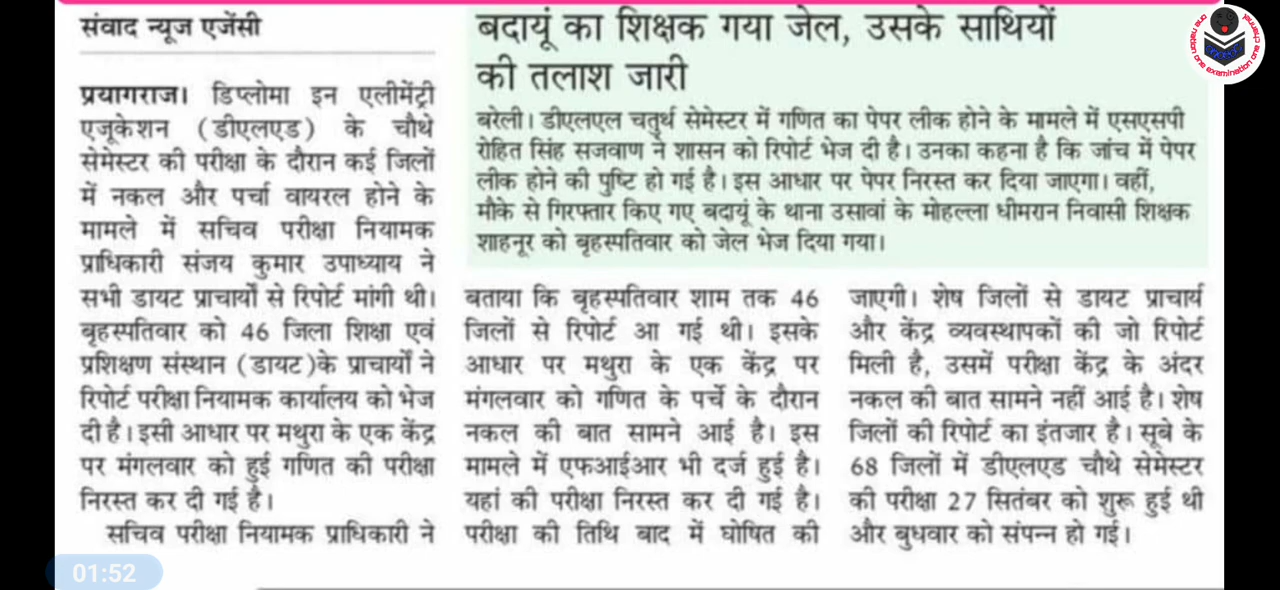 संवाद न्यूज एजेंसी
प्रयागराज। डिप्लोमा इन एलीमेंट्री
एजूकेशन (डीएलएड) के चौथे
सेमेस्टर की परीक्षा के दौरान कई जिलों
में नकल और पर्चा वायरल होने के
मामले में सचिव परीक्षा नियामक
प्राधिकारी संजय कुमार उपाध्याय ने
सभी डायट प्राचार्यों से रिपोर्ट मांगी थी।
बृहस्पतिवार को 46 जिला शिक्षा एवं
प्रशिक्षण संस्थान (डायट)के प्राचार्यों ने
रिपोर्ट परीक्षा नियामक कार्यालय को भेज
दी है। इसी आधार पर मथुरा के एक केंद्र
पर मंगलवार को हुई गणित की परीक्षा
निरस्त कर दी गई है।
सचिव परीक्षा नियामक प्राधिकारी ने
बदायूं का शिक्षक गया जेल, उसके साथियों
की तलाश जारी
बरेली। डीएलएल चतुर्थ सेमेस्टर में गणित का पेपर लीक होने के मामले में एसएसपी
रोहित सिंह सजवाण ने शासन को रिपोर्ट भेज दी है। उनका कहना है कि जांच में पेपर
लीक होने की पुष्टि हो गई है। इस आधार पर पेपर निरस्त कर दिया जाएगा। वहीं,
मौके से गिरफ्तार किए गए बदायूं के थाना उसावां के मोहल्ला धीमरान निवासी शिक्षक
शाहनूर को बृहस्पतिवार को जेल भेज दिया गया।
बताया कि बृहस्पतिवार शाम तक 46
जिलों से रिपोर्ट आ गई थी। इसके
आधार पर मथुरा के एक केंद्र पर
मंगलवार को गणित के पर्चे के दौरान
नकल की बात सामने आई है। इस
मामले में एफआईआर भी दर्ज हुई है।
यहां की परीक्षा निरस्त कर दी गई है।
परीक्षा की तिथि बाद में घोषित की
जाएगी। शेष जिलों से डायट प्राचार्य
और केंद्र व्यवस्थापकों की जो रिपोर्ट
मिली है, उसमें परीक्षा केंद्र के अंदर
नकल की बात सामने नहीं आई है। शेष
जिलों की रिपोर्ट का इंतजार है। सूबे के
68 जिलों में डीएलएड चौथे सेमेस्टर
की परीक्षा 27 सितंबर को शुरू हुई थी
और बुधवार को संपन्न हो गई।
one nation one examination one channel
01:52